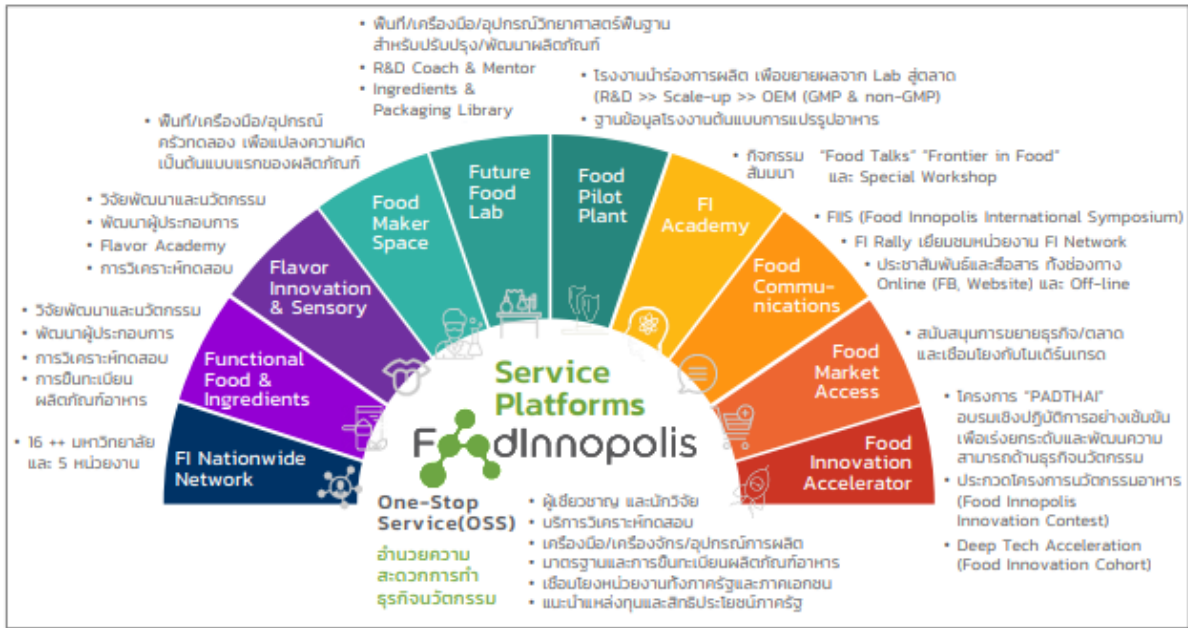 • พื้นที่/เครื่องมือ/อุปกรณ์วิทยาศาสตร์พื้นฐาน
สำหรับปรับปรุง/พัฒนาผลิตภัณฑ์
• R&D Coach & Mentor
• Ingredients &
Packaging Library
• โรงงานนำร่องการผลิต เพื่อขยายผลจาก Lab สู่ตลาด
(R&D >> Scale-up >> OEM (GMP & non-GMP)
• ฐานข้อมูลโรงงานต้นแบบการแปรรูปอาหาร
• พื้นที่/เครื่องมือ/อุปกรณ์
ครัวทดลอง เพื่อแปลงความคิด
เป็นต้นแบบแรกของผลิตภัณฑ์
• กิจกรรม "Food Talks" "Frontier in Food"
สัมมนา และ Special Workshop
• วิจัยพัฒนาและนวัตกรรม
• พัฒนาผู้ประกอบการ
• Flavor Academy
• การวิเคราะห์ทดสอบ
• FIIS (Food Innopolis International Symposium)
• FI Rally เยี่ยมชมหน่วยงาน FI Network
• ประชาสัมพันธ์และสื่อสาร ทั้งช่องทาง
Online (FB, Website) และ Off-line
• วิจัยพัฒนาและนวัตกรรม
• พัฒนาผู้ประกอบการ
• การวิเคราะห์ทดสอบ
• การขึ้นทะเบียน
ผลิตภัณฑ์อาหาร
• สนับสนุนการขยายธุรกิจ/ตลาด
และเชื่อมโยงกับโมเดิร์นเทรด
• 16 ++ มหาวิทยาลัย
และ 5 หน่วยงาน
• โครงการ "PADTHAI"
อบรมเชิงปฏิบัติการอย่างเข้มข้น
เพื่อเร่งยกระดับและพัฒนความ
สามารถด้านธุรกิจนวัตกรรม
• ประกวดโครงการนวัตกรรมอาหาร
(Food Innopolis
Innovation Contest)
• Deep Tech Acceleration
(Food Innovation Cohort)
FI Nationwide
Network
Functional
Food &
Ingredients
Flavor
Innovation
& Sensory
Food
Maker
Space
Future
Food
Lab
Food
Pilot
Plant
FI
Academy
Food
Commu-
nications
Food
Market
Access
Food
Innovation
Accelerator
Service
Platforms
FoodInnopolis
One-Stop
Service(OSS)
อำนวยความ
สะดวกการทำ
ธุรกิจนวัตกรรม
• ผู้เชี่ยวชาญ และนักวิจัย
• บริการวิเคราะห์ทดสอบ
• เครื่องมือ/เครื่องจักร/อุปกรณ์การผลิต
• มาตรฐานและการขึ้นทะเบียนผลิตภัณฑ์อาหาร
• เชื่อมโยงหน่วยงานทั้งภาครัฐและภาคเอกชน
• แนะนำแหล่งทุนและสิทธิประโยชน์ภาครัฐ